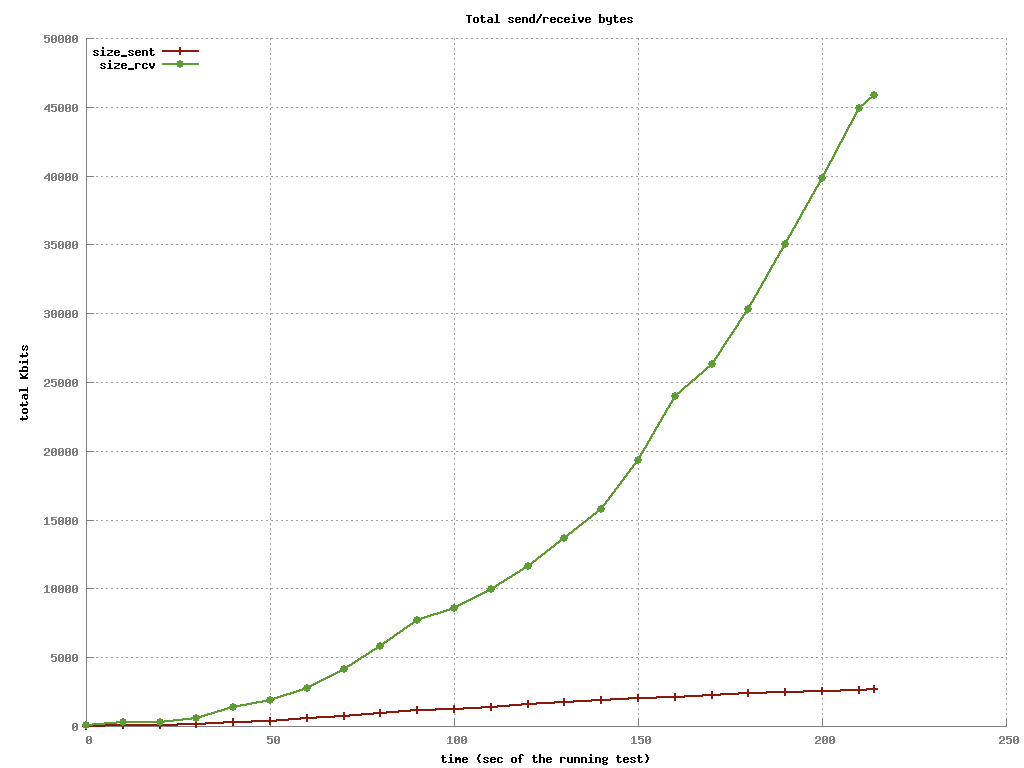 Total send/receive bytes
50000
size_sent
size_rcv
45000
40000
35000
30000
total Kbits
25000
20000
15000
10000
5000
0
0 50 100 150 200 250
time (sec of the running test)